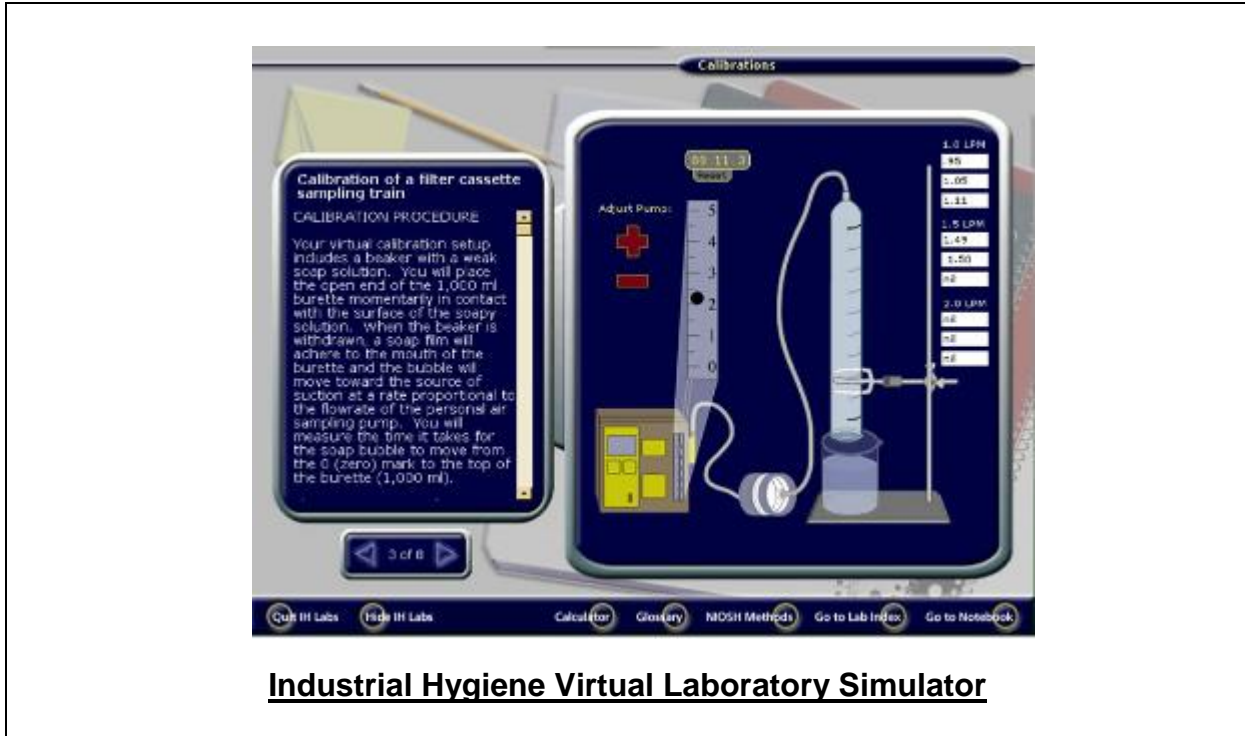 Calibrations
Calibration of a filter cassette
sampling train
CALIBRATION PROCEDURE
Your virtual calibration setup
includes a beaker with a weak
soap solution. You will place
the open end of the 1,000 ml
burette momentarily in contact
with the surface of the soapy
solution. When the beaker is
withdrawn, a soap film will
adhere to the mouth of the
burette and the bubble will
move toward the source of
suction at a rate proportional to
the flowrate of the personal air
sampling pump. You will
measure the time it takes for
the soap bubble to move from
the 0 (zero) mark to the top of
the burette (1,000 ml).
3 of 8
Reset
Adjust Pump:
5
4
3
2
1
0
1.0 LPM
.95
1.05
1.11
1.5 LPM
1.49
1.50
2.0 LPM
Quit IH Labs
Hide IH Labs
Calculator
Glossary
NIOSH Methods
Go to Lab Index
Go to Notebook
Industrial Hygiene Virtual Laboratory Simulator